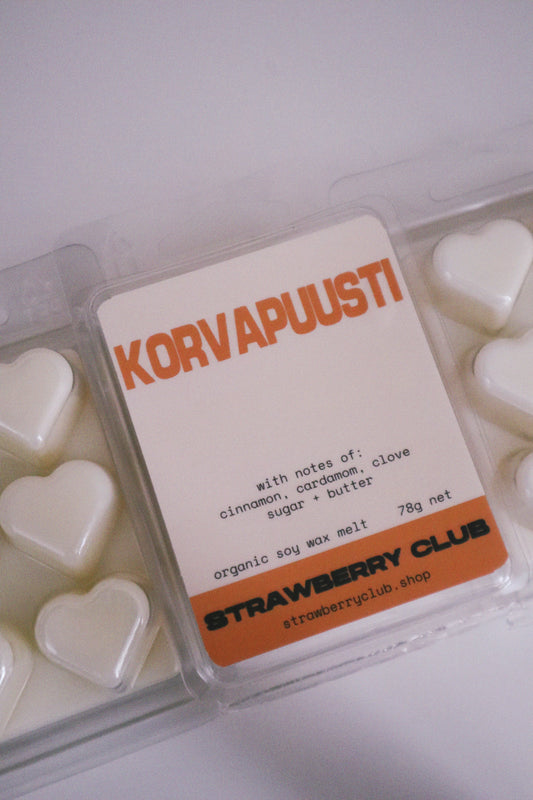 KORVAPUUSTI
with notes of:
cinnamon, cardamom, clove
sugar + butter
organic soy wax melt 78g net
STRAWBERRY CLUB
strawberryclub.shop